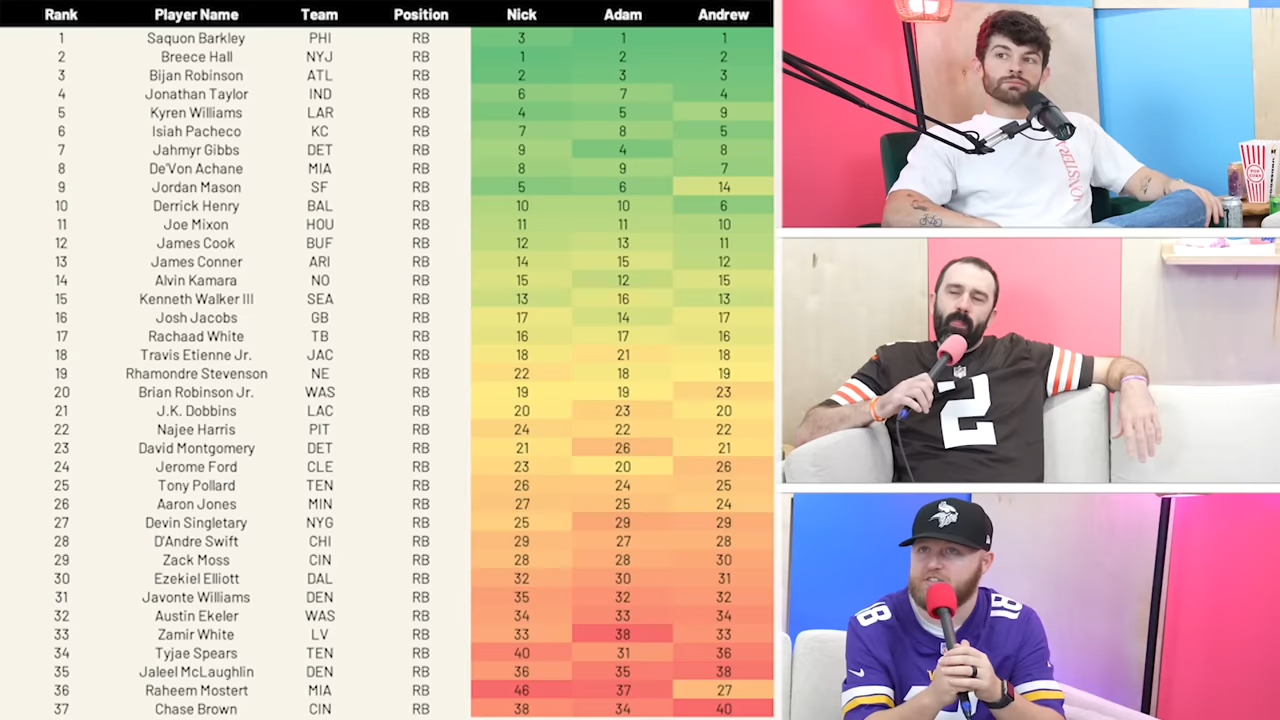 Rank Player Name Team Position Nick Adam Andrew
1 Saquon Barkley PHI RB 3 1 1
2 Breece Hall NYJ RB 1 2 2
3 Bijan Robinson ATL RB 2 3 3
4 Jonathan Taylor IND RB 6 7 4
5 Kyren Williams LAR RB 4 5 9
6 Isiah Pacheco KC RB 7 8 5
7 Jahmyr Gibbs DET RB 9 4 8
8 De'Von Achane MIA RB 8 9 7
9 Jordan Mason SF RB 5 6 14
10 Derrick Henry BAL RB 10 10 6
11 Joe Mixon HOU RB 11 11 10
12 James Cook BUF RB 12 13 11
13 James Conner ARI RB 14 15 12
14 Alvin Kamara NO RB 15 12 15
15 Kenneth Walker III SEA RB 13 16 13
16 Josh Jacobs GB RB 17 14 17
17 Rachaad White TB RB 16 17 16
18 Travis Etienne Jr. JAC RB 18 21 18
19 Rhamondre Stevenson NE RB 22 18 19
20 Brian Robinson Jr. WAS RB 19 19 23
21 J.K. Dobbins LAC RB 20 23 20
22 Najee Harris PIT RB 24 22 22
23 David Montgomery DET RB 21 26 21
24 Jerome Ford CLE RB 23 20 26
25 Tony Pollard TEN RB 26 24 25
26 Aaron Jones MIN RB 27 25 24
27 Devin Singletary NYG RB 25 29 29
28 D'Andre Swift CHI RB 29 27 28
29 Zack Moss CIN RB 28 28 30
30 Ezekiel Elliott DAL RB 32 30 31
31 Javonte Williams DEN RB 35 32 32
32 Austin Ekeler WAS RB 34 33 34
33 Zamir White LV RB 33 38 33
34 Tyjae Spears TEN RB 40 31 36
35 Jaleel McLaughlin DEN RB 36 35 38
36 Raheem Mostert MIA RB 46 37 27
37 Chase Brown CIN RB 38 34 40
2
18
18